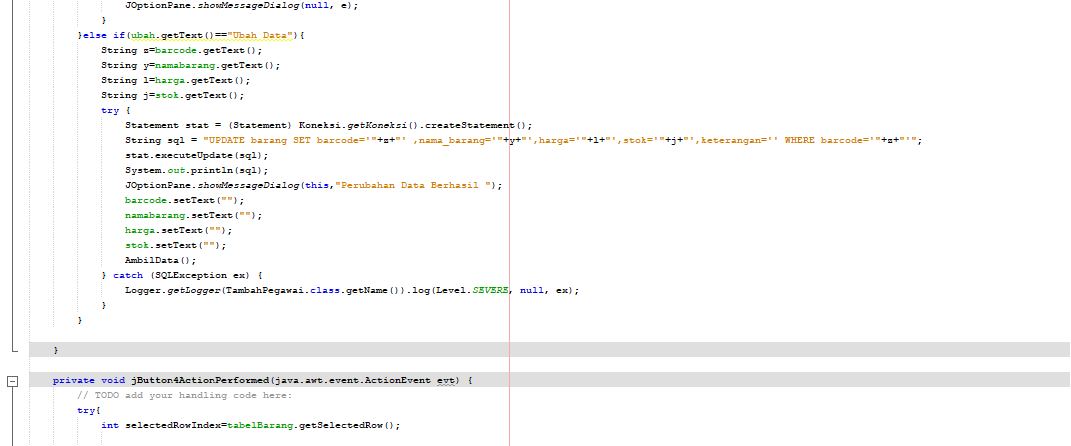 JOptionPane.showMessageDialog(null, e);
}
}else if(ubah.getText()=="Ubah Data"){
String z=barcode.getText();
String y=namabarang.getText();
String l=harga.getText();
String j=stok.getText();
try {
Statement stat = (Statement) Koneksi.getKoneksi().createStatement();
String sql = "UPDATE barang SET barcode='"+z+"' ,nama_barang='"+y+"',harga='"+l+"',stok='"+j+"',keterangan='' WHERE barcode='"+z+"'";
stat.executeUpdate(sql);
System.out.println(sql);
JOptionPane.showMessageDialog(this,"Perubahan Data Berhasil ");
barcode.setText("");
namabarang.setText("");
harga.setText("");
stok.setText("");
AmbilData();
} catch (SQLException ex) {
Logger.getLogger(TambahPegawai.class.getName()).log(Level.SEVERE, null, ex);
}
}
}
private void jButton4ActionPerformed(java.awt.event.ActionEvent evt) {
// TODO add your handling code here:
try{
int selectedRowIndex=tabelBarang.getSelectedRow();